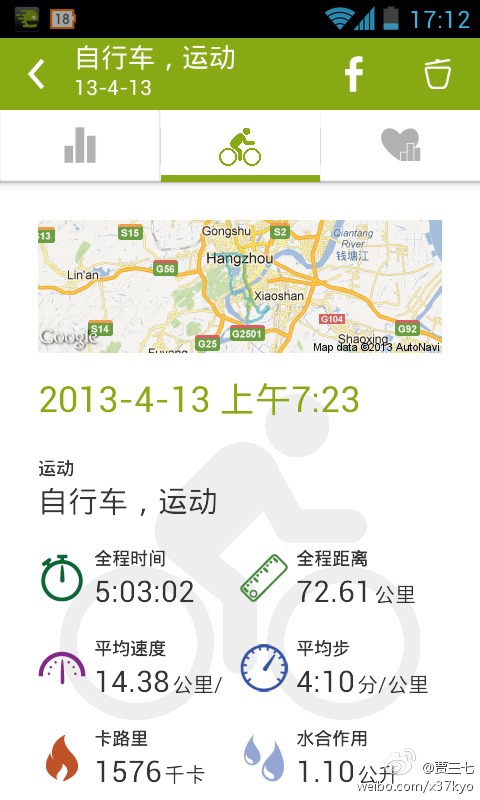 18
17:12
自行车，运动
13-4-13
f
S13
S15
Gongshu
S2
Qiantang
River
钱塘江
Hangzhou
Lin'an
G56
Xiaoshan
S14
G104
G92
Shaoxing
G2501
G25
Fuyang
Google
Map data ©2013 AutoNavi
2013-4-13 上午7:23
运动
自行车，运动
全程时间
5:03:02
全程距离
72.61 公里
平均速度
14.38 公里/
平均步
4:10 分/公里
卡路里
1576 千卡
水合作用
1.10 公升
@贾三七
weibo.com/x37kyo